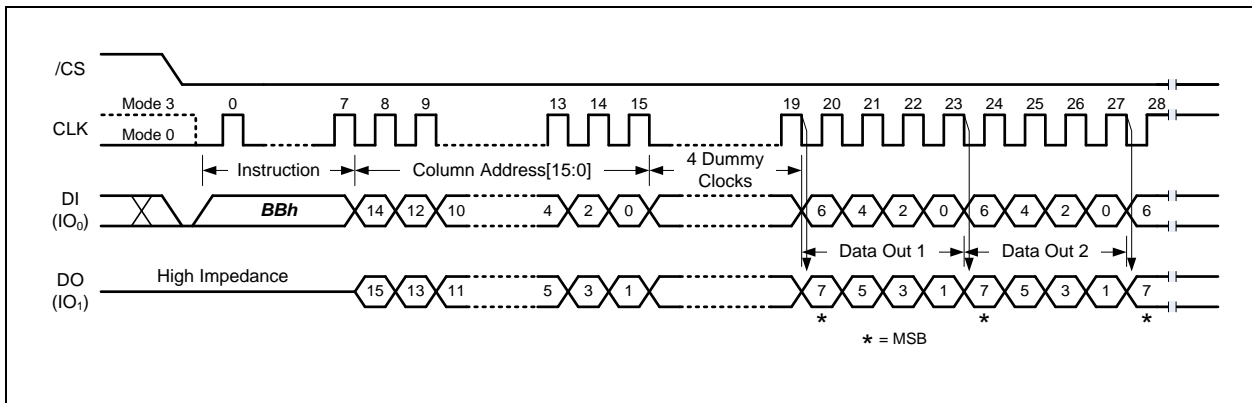 /CS
Mode 3 0 7 8 9 13 14 15 19 20 21 22 23 24 25 26 27 28
CLK
Mode 0
Instruction Column Address[15:0] 4 Dummy
Clocks
DI
(IO0)
BBh 14 12 10 4 2 0 6 4 2 0 6 4 2 0 6
Data Out 1 Data Out 2
High Impedance
DO
(IO1)
15 13 11 5 3 1 7 5 3 1 7 5 3 1 7
* * *
* = MSB